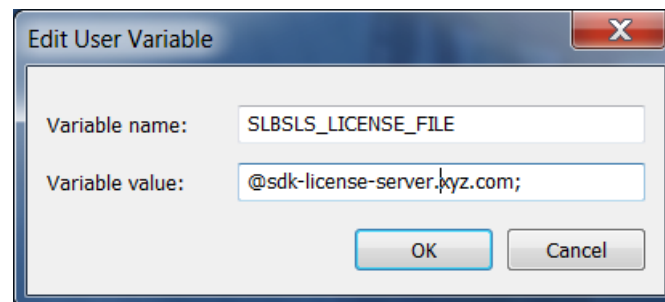 Edit User Variable
Variable name: SLBSLS_LICENSE_FILE
Variable value: @sdk-license-server.xyz.com;
OK Cancel